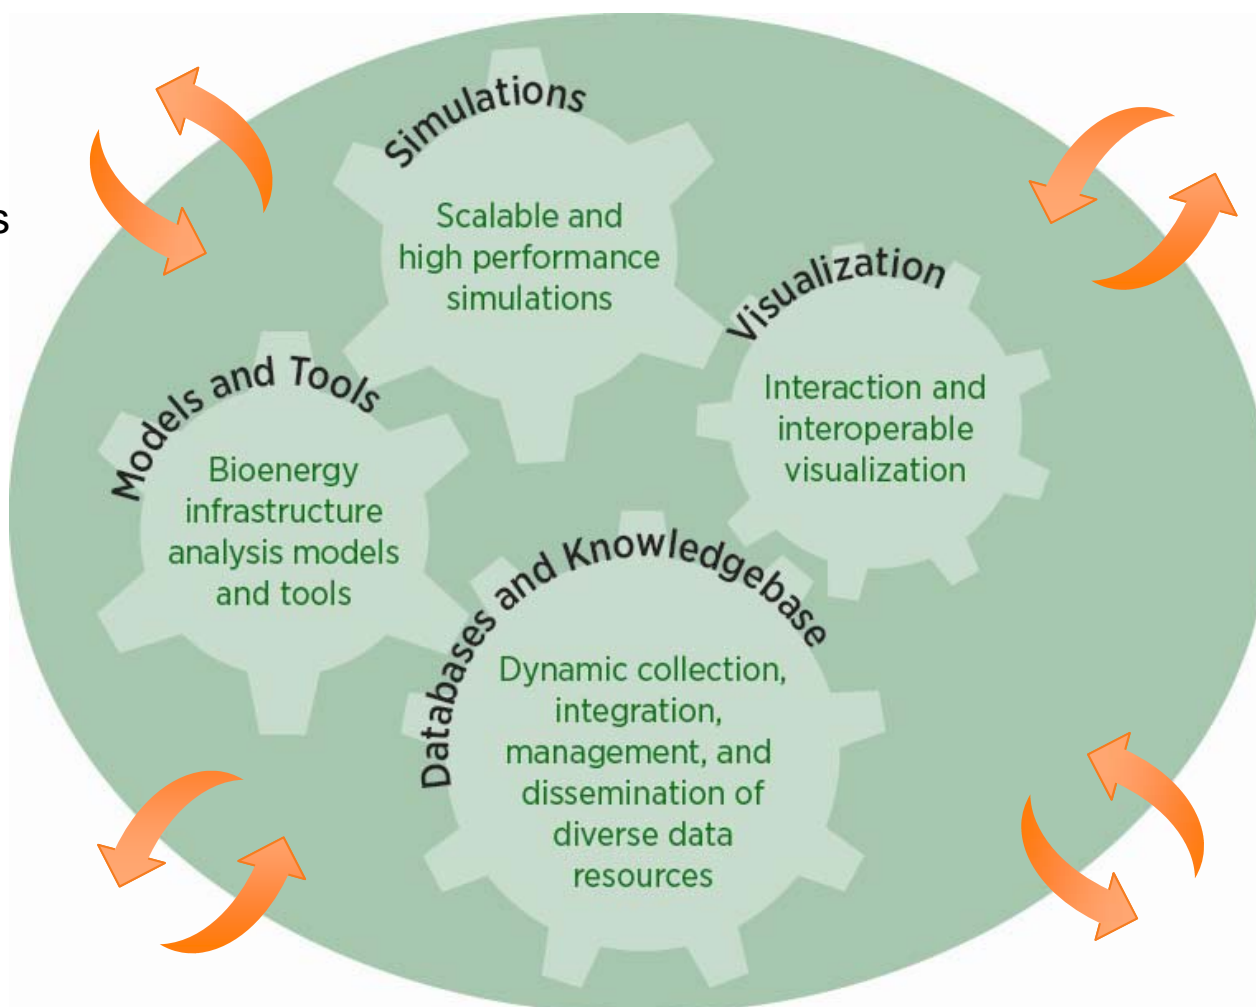 s
Simulations
Scalable and
high performance
simulations
Visualization
Interaction and
interoperable
visualization
Models and Tools
Bioenergy
infrastructure
analysis models
and tools
Databases and Knowledgebase
Dynamic collection,
integration,
management, and
dissemination of
diverse data
resources